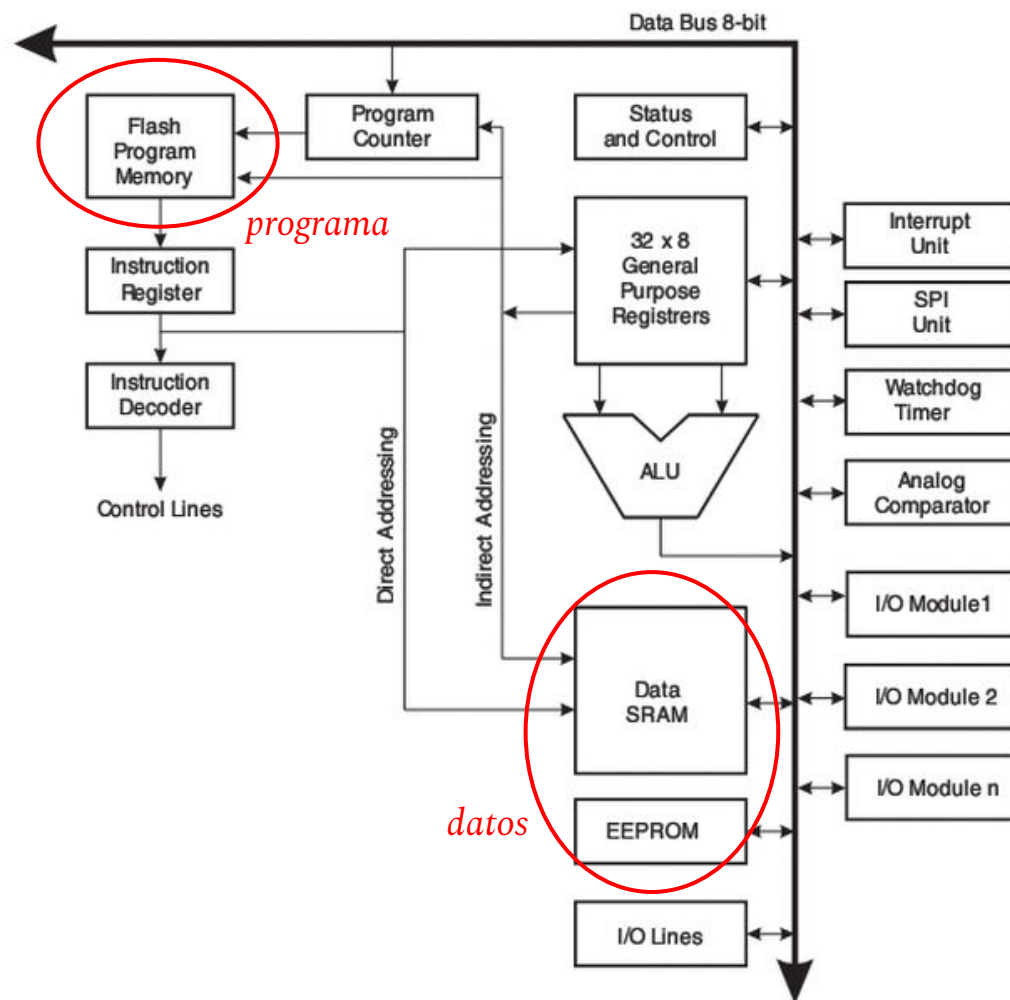 Data Bus 8-bit
Flash
Program
Memory
Program
Counter
Status
and Control
programa
Instruction
Register
32 x 8
General
Purpose
Registrers
Interrupt
Unit
SPI
Unit
Instruction
Decoder
Watchdog
Timer
ALU
Control Lines
Direct Addressing
Indirect Addressing
Analog
Comparator
I/O Module1
Data
SRAM
I/O Module 2
I/O Module n
datos
EEPROM
I/O Lines